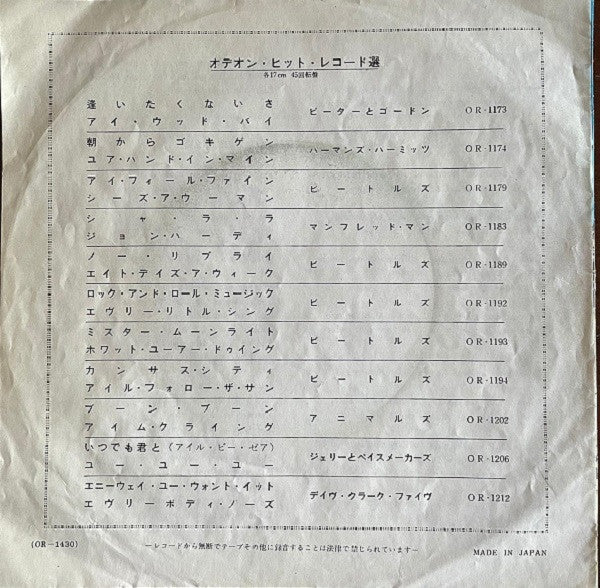 オデオン・ヒット・レコード選
各17cm 45回転盤
逢いたくないさ
アイ・ウッド・バイ
ピーターとゴードン
OR-1173
朝からゴキゲン
ユア・ハンド・イン・マイン
ハーマンズ・ハーミッツ
OR-1174
アイ・フィール・ファイン
シーズ・ア・ウーマン
ビートルズ
OR-1179
シャ・ラ・ラ
ジョン・ハーディ
マンフレッド・マン
OR-1183
ノー・リプライ
エイト・デイズ・ア・ウィーク
ビートルズ
OR-1189
ロック・アンド・ロール・ミュージック
エヴリー・リトル・シング
ビートルズ
OR-1192
ミスター・ムーンライト
ホワット・ユーアー・ドゥイング
ビートルズ
OR-1193
カンサス・シティ
アイル・フォロー・ザ・サン
ビートルズ
OR-1194
ブーン・ブーン
アイム・クライング
アニマルズ
OR-1202
いつでも君と(アイル・ビー・ゼア)
ユー・ユー・ユー
ジェリーとペイスメーカーズ
OR-1206
エニーウェイ・ユー・ウォント・イット
エヴリーボディ・ノーズ
デイヴ・クラーク・ファイヴ
OR-1212
(OR-1430)
—レコードから無断でテープその他に録音することは法律で禁じられています—
MADE IN JAPAN